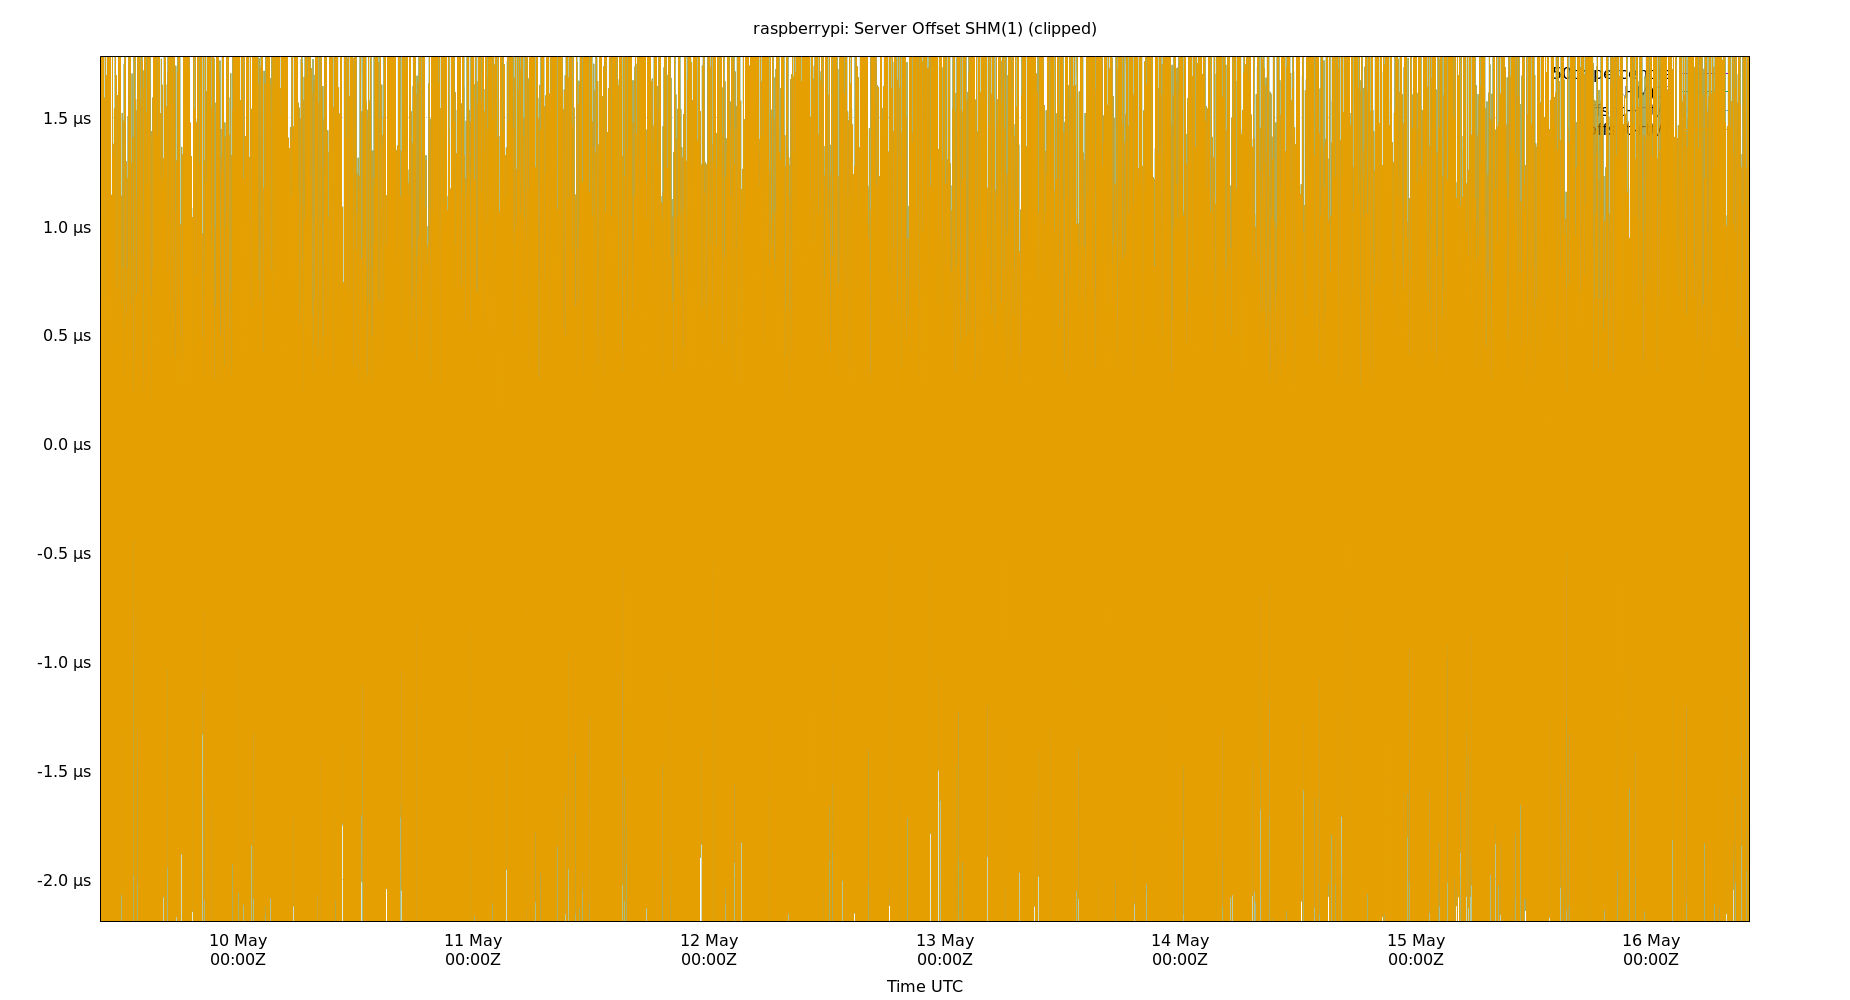 raspberrypi: Server Offset SHM(1) (clipped)
1.5 µs
1.0 µs
0.5 µs
0.0 µs
-0.5 µs
-1.0 µs
-1.5 µs
-2.0 µs
10 May 11 May 12 May 13 May 14 May 15 May 16 May
00:00Z 00:00Z 00:00Z 00:00Z 00:00Z 00:00Z 00:00Z
Time UTC